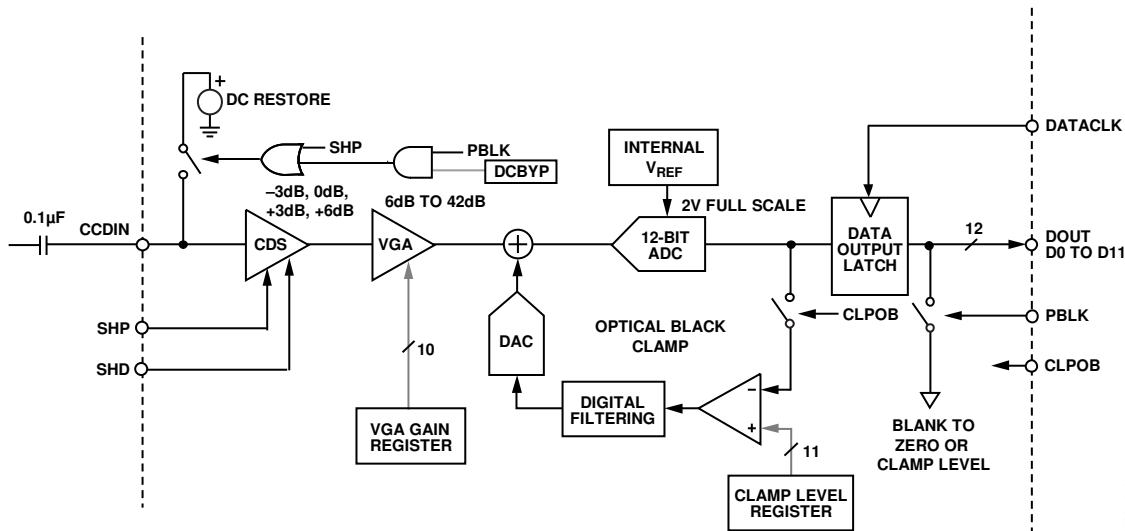 +
DC RESTORE
SHP
PBLK
DCBYP
INTERNAL
VREF
DATACLK
–3dB, 0dB,
+3dB, +6dB
6dB TO 42dB
2V FULL SCALE
0.1µF
CCDIN
CDS
VGA
+
12-BIT
ADC
DATA
OUTPUT
LATCH
12
DOUT
D0 TO D11
SHP
SHD
10
DAC
OPTICAL BLACK
CLAMP
CLPOB
PBLK
CLPOB
VGA GAIN
REGISTER
DIGITAL
FILTERING
–
+
11
BLANK TO
ZERO OR
CLAMP LEVEL
CLAMP LEVEL
REGISTER